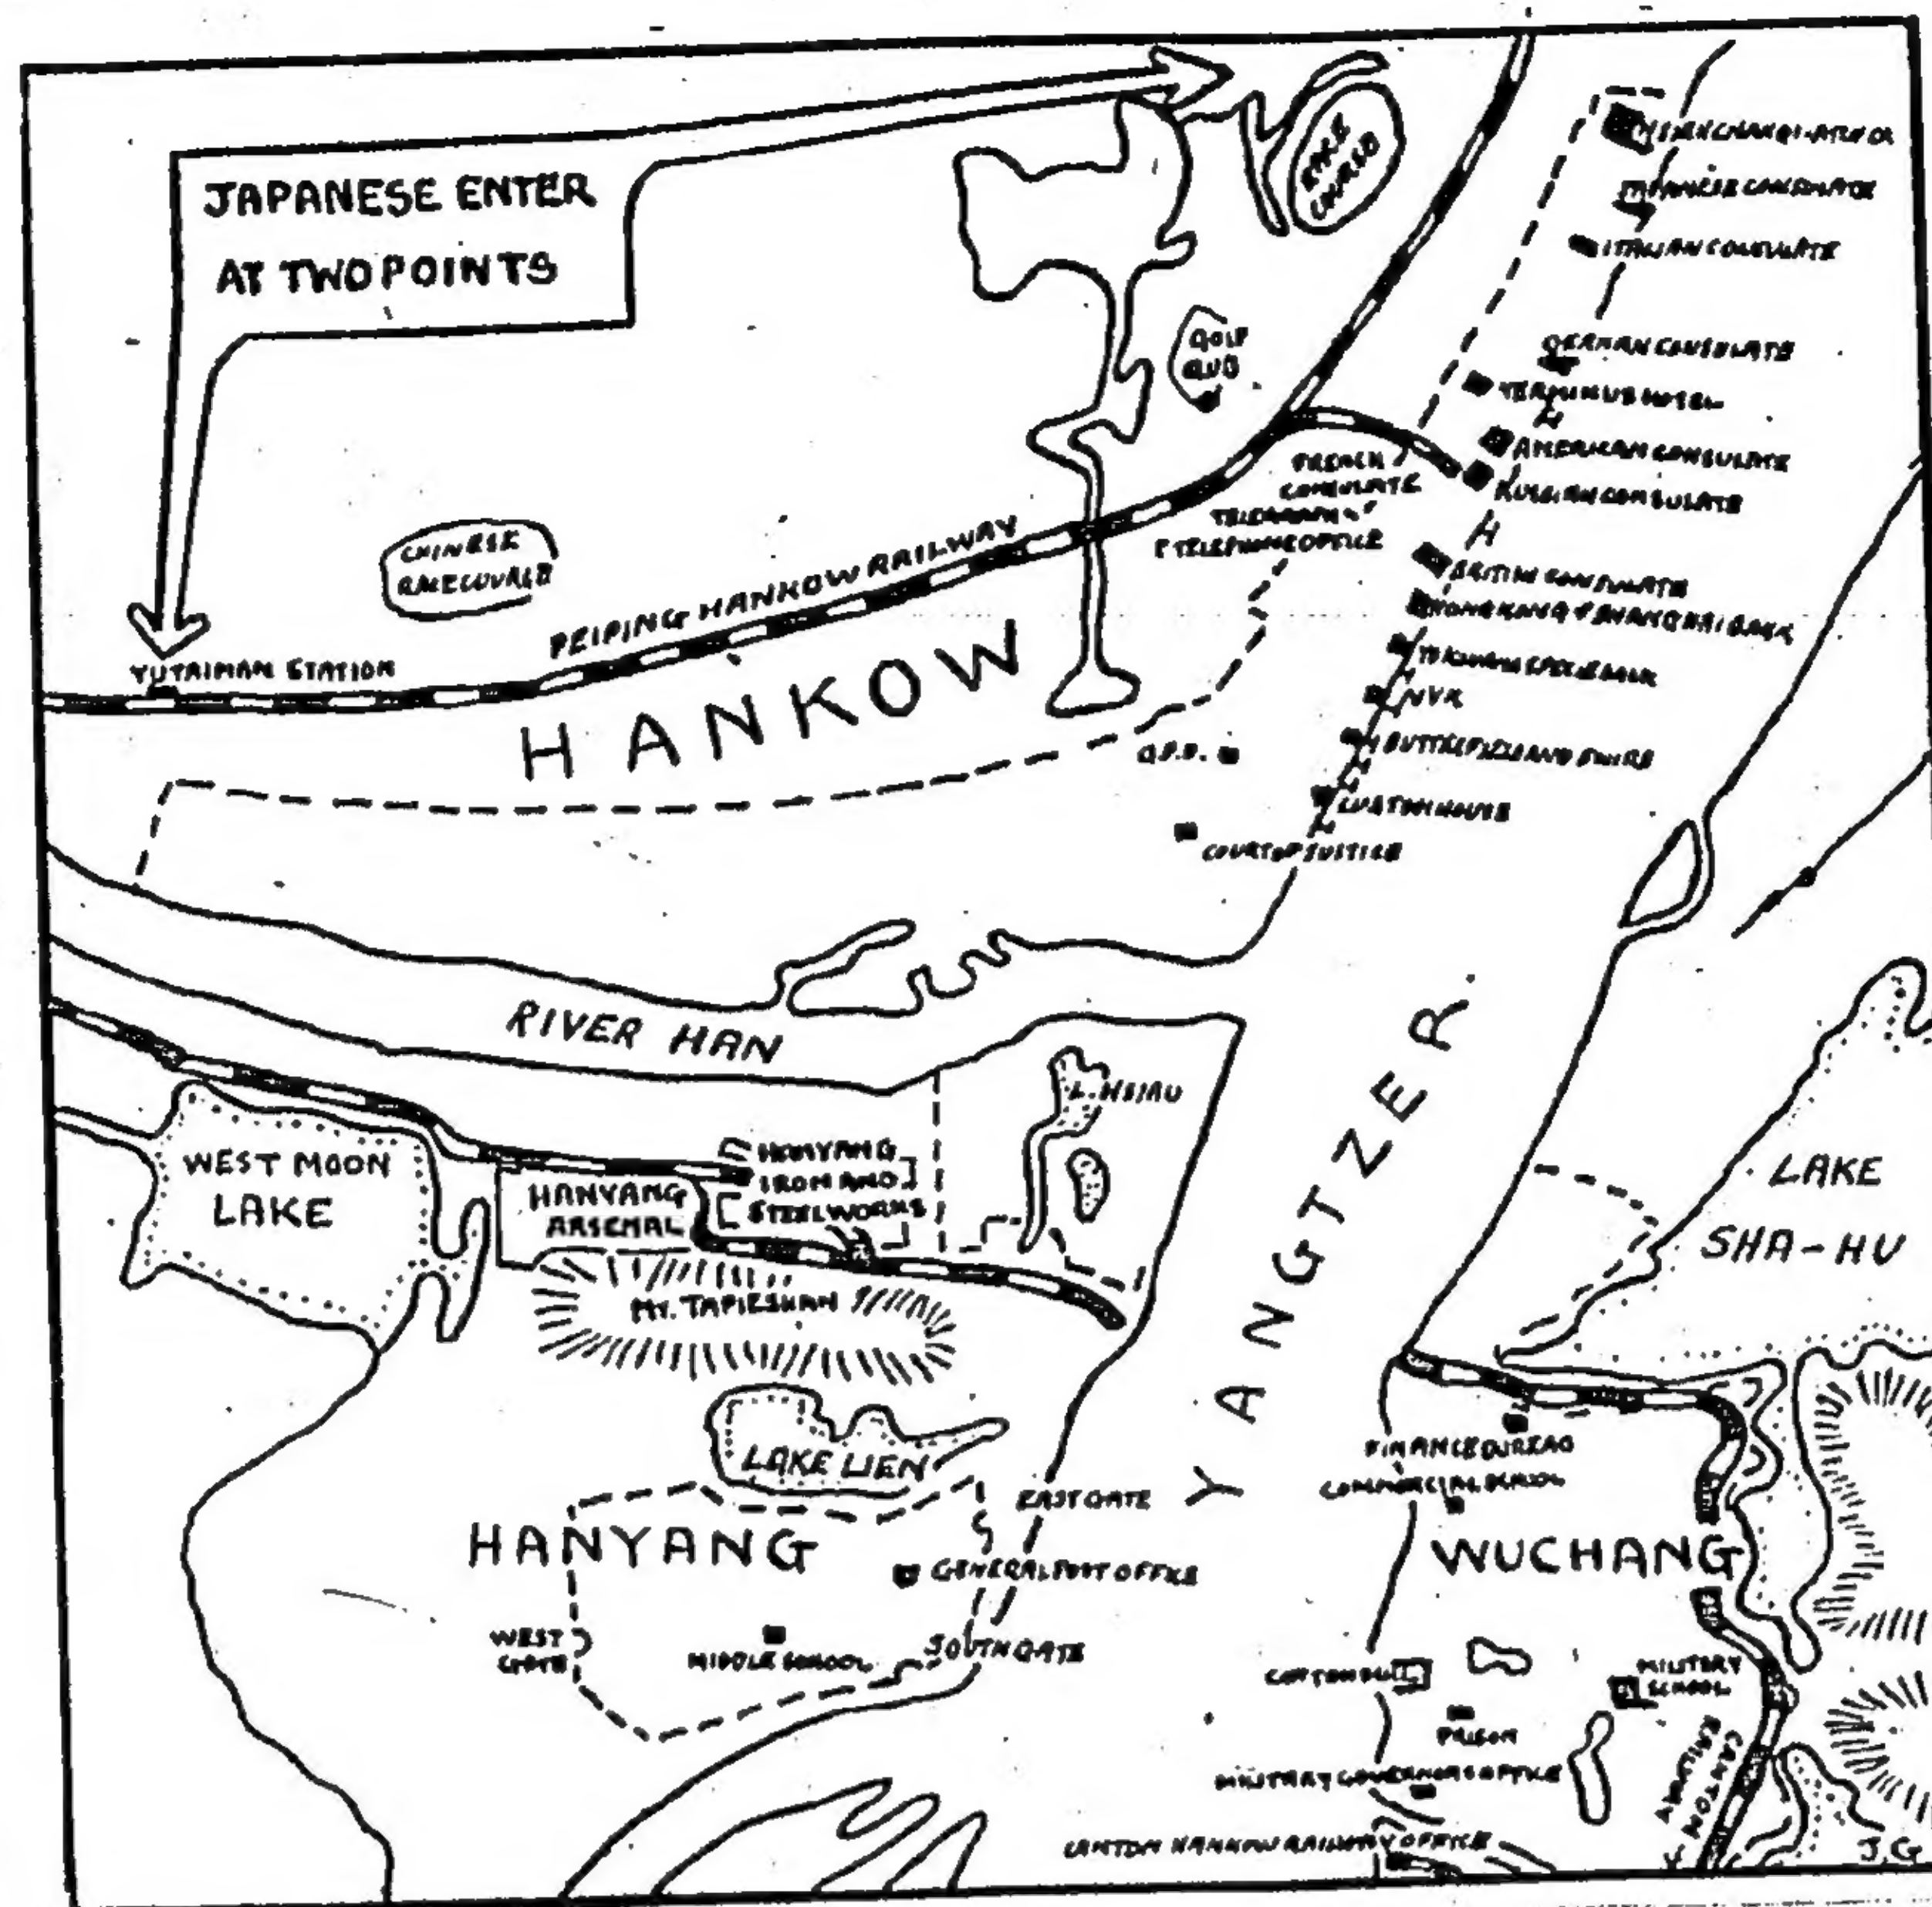 JAPANESE ENTER
AT TWO POINTS
RACE
COURSE
JAPANESE CONSULATE
ITALIAN CONSULATE
GERMAN CONSULATE
TERMINUS HOTEL
AMERICAN CONSULATE
RUSSIAN CONSULATE
GOLF
CLUB
FRENCH
CONSULATE
TELEGRAPH &
TELEPHONE OFFICE
BRITISH CONSULATE
HONGKONG & SHANGHAI BANK
YOKOHAMA SPECIE BANK
NYK
BUTTERFIELD AND SWIRE
CUSTOM HOUSE
COURT OF JUSTICE
G.P.O.
CHINESE
RACECOURSE
PEIPING HANKOW RAILWAY
YUTAIMAN STATION
HANKOW
RIVER HAN
YANGTZER.
L. HSIAU
WEST MOON
LAKE
HANYANG
ARSENAL
HANYANG
IRON AND
STEELWORKS
MT. TAPIESHAN
LAKE
SHA-HU
LAKE LIEN
EAST GATE
HANYANG
GENERAL POST OFFICE
WEST
GATE
MIDDLE SCHOOL
SOUTH GATE
FINANCE BUREAU
COMMERCIAL SCHOOL
WUCHANG
COTTON
MILITARY
SCHOOL
PRISON
MILITARY GOVERNORS OFFICE
CANTON HANKOW RAILWAY OFFICE
CANTON
RAILWAY
J.G